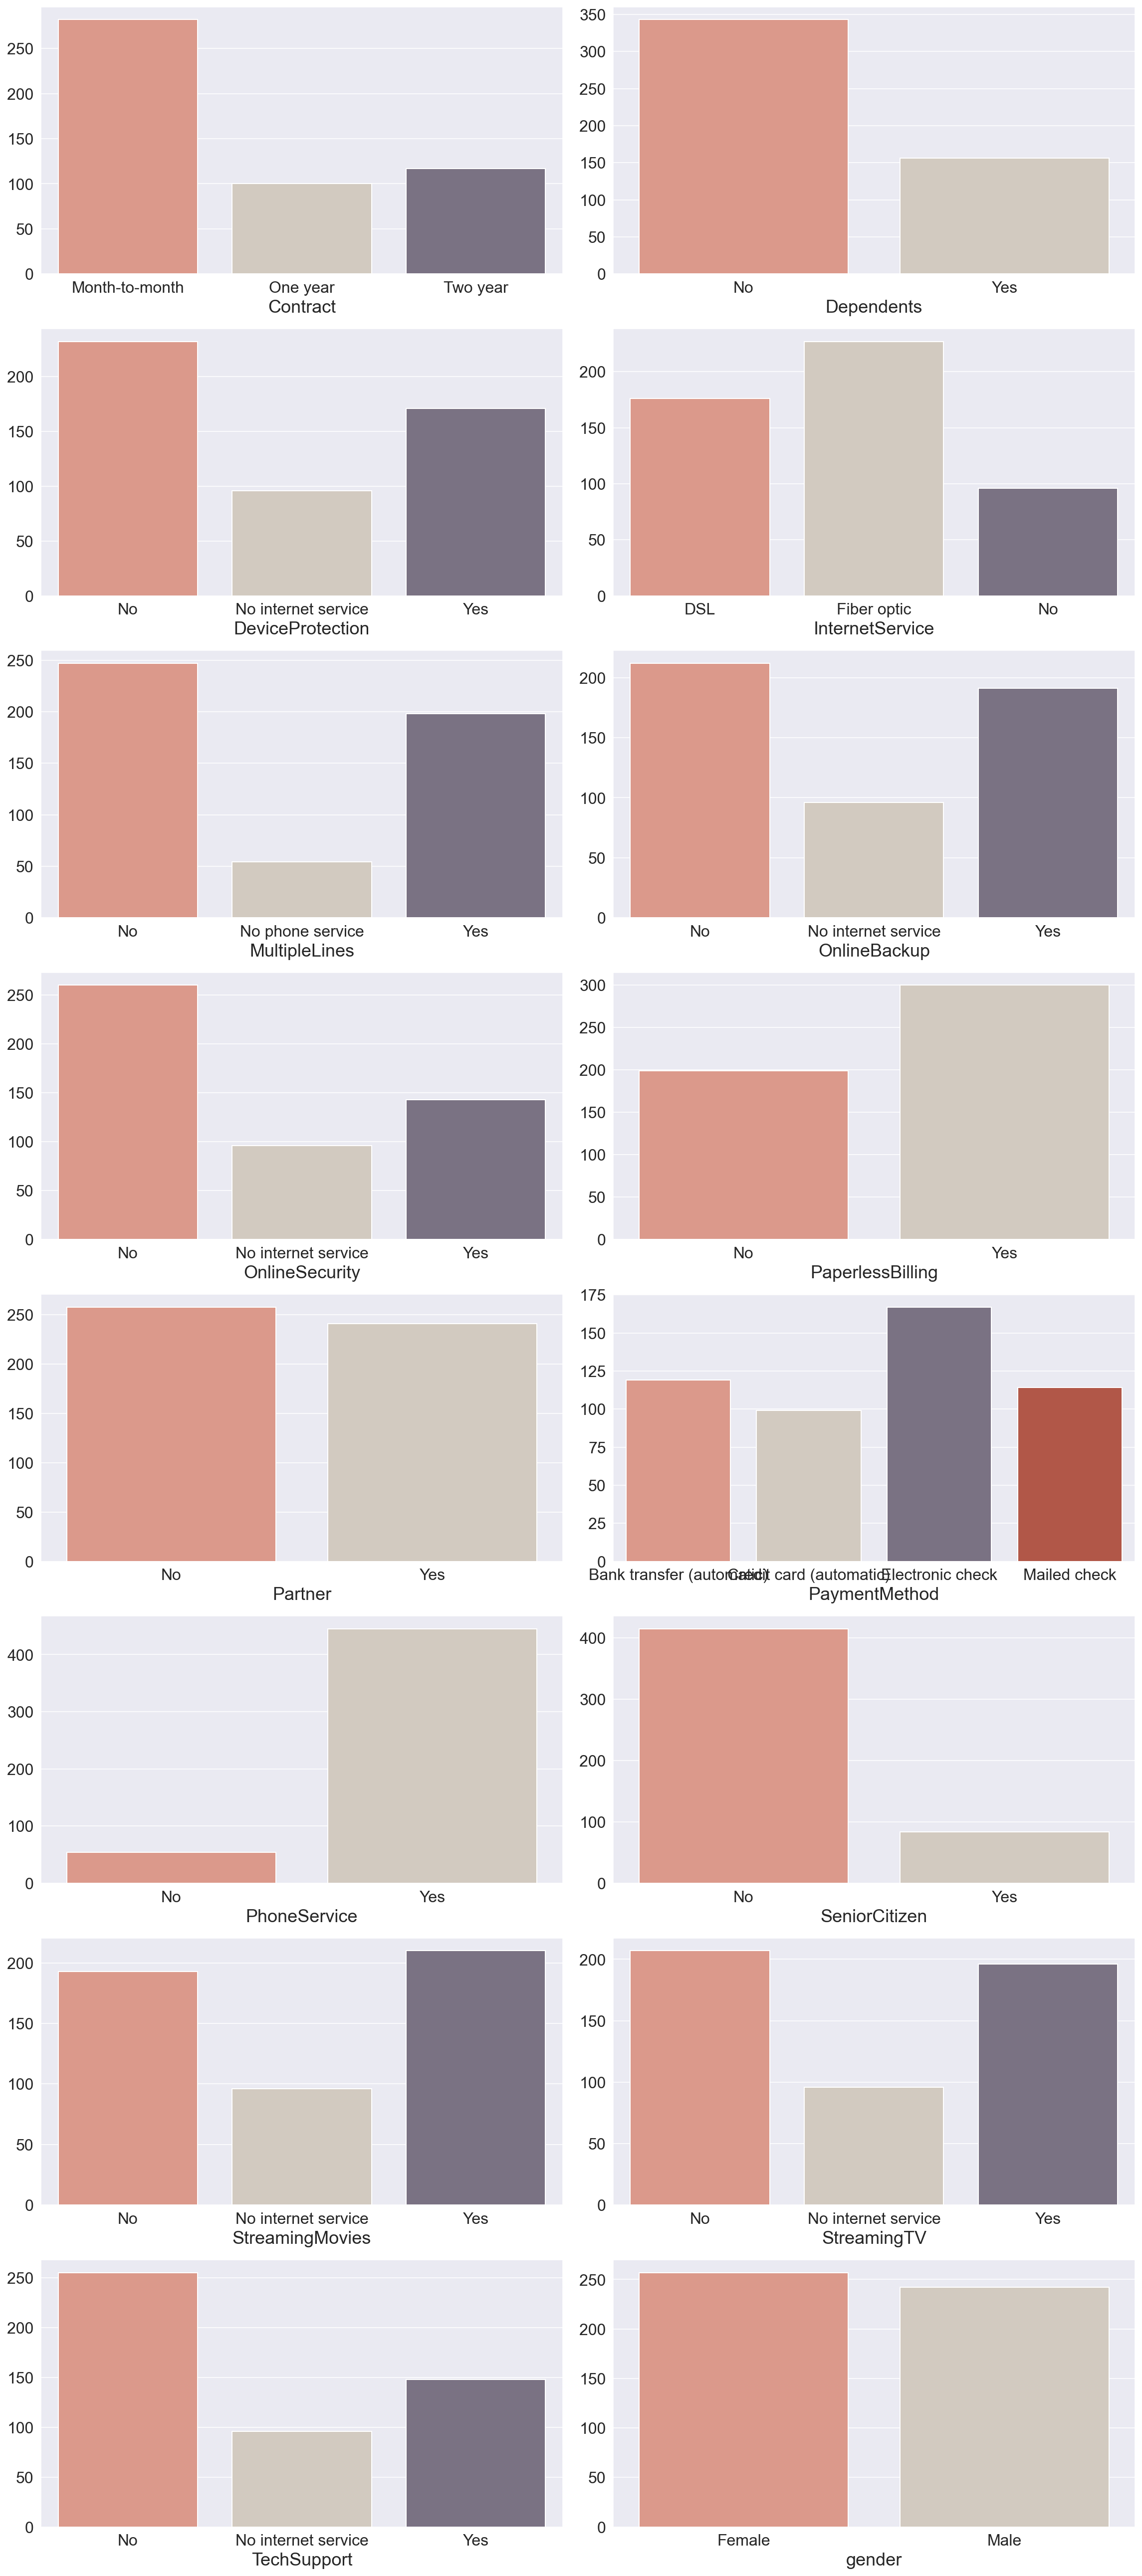 250
200
150
100
50
0
Month-to-month One year Two year
Contract
350
300
250
200
150
100
50
0
No Yes
Dependents
200
150
100
50
0
No No internet service Yes
DeviceProtection
200
150
100
50
0
DSL Fiber optic No
InternetService
250
200
150
100
50
0
No No phone service Yes
MultipleLines
200
150
100
50
0
No No internet service Yes
OnlineBackup
250
200
150
100
50
0
No No internet service Yes
OnlineSecurity
300
250
200
150
100
50
0
No Yes
PaperlessBilling
250
200
150
100
50
0
No Yes
Partner
175
150
125
100
75
50
25
0
Bank transfer (automatic) Credit card (automatic) Electronic check Mailed check
PaymentMethod
400
300
200
100
0
No Yes
PhoneService
400
300
200
100
0
No Yes
SeniorCitizen
200
150
100
50
0
No No internet service Yes
StreamingMovies
200
150
100
50
0
No No internet service Yes
StreamingTV
250
200
150
100
50
0
No No internet service Yes
TechSupport
250
200
150
100
50
0
Female Male
gender